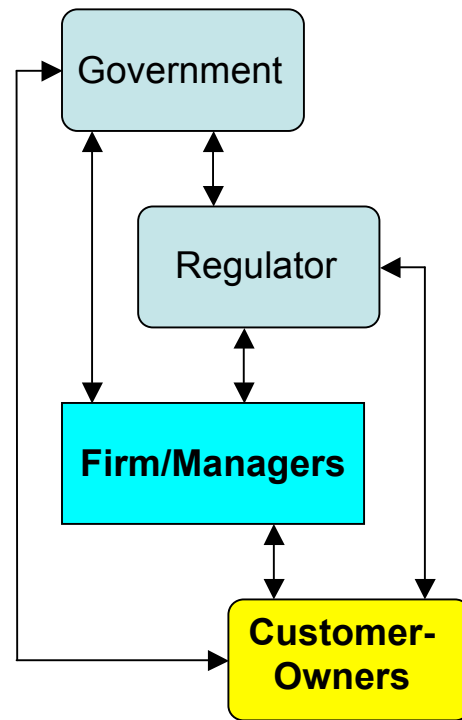 Government
Regulator
Firm/Managers
Customer-
Owners